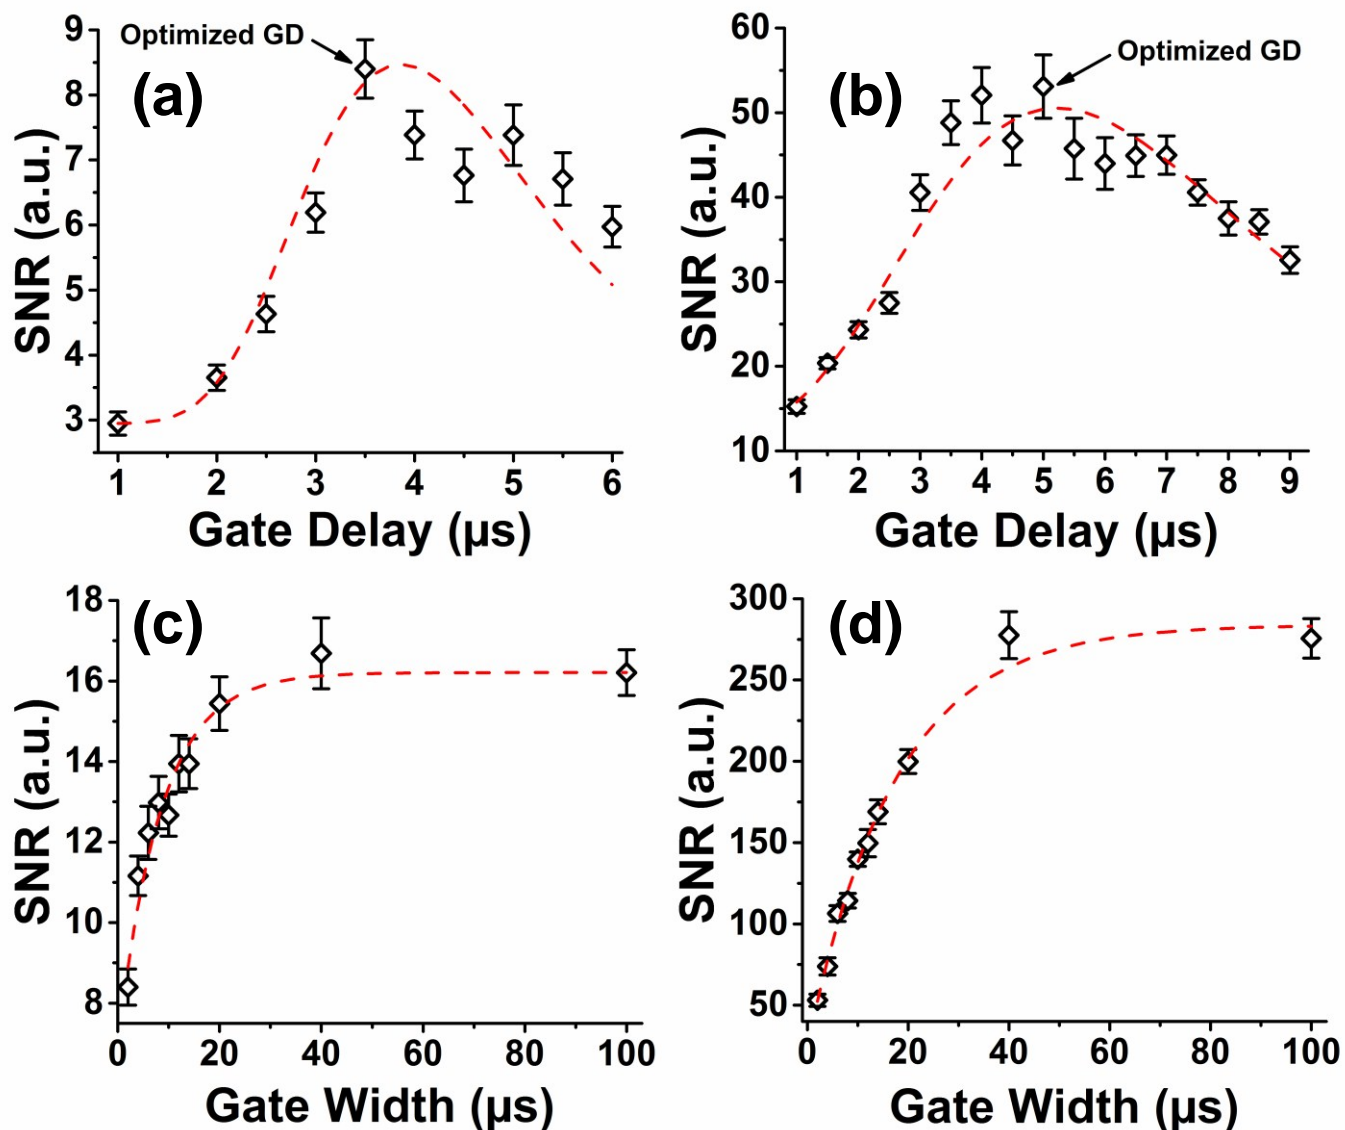 Optimized GD
(a)
SNR (a.u.)
9
8
7
6
5
4
3
1 2 3 4 5 6
Gate Delay (µs)
Optimized GD
(b)
SNR (a.u.)
60
50
40
30
20
10
1 2 3 4 5 6 7 8 9
Gate Delay (µs)
(c)
SNR (a.u.)
18
16
14
12
10
8
0 20 40 60 80 100
Gate Width (µs)
(d)
SNR (a.u.)
300
250
200
150
100
50
0 20 40 60 80 100
Gate Width (µs)